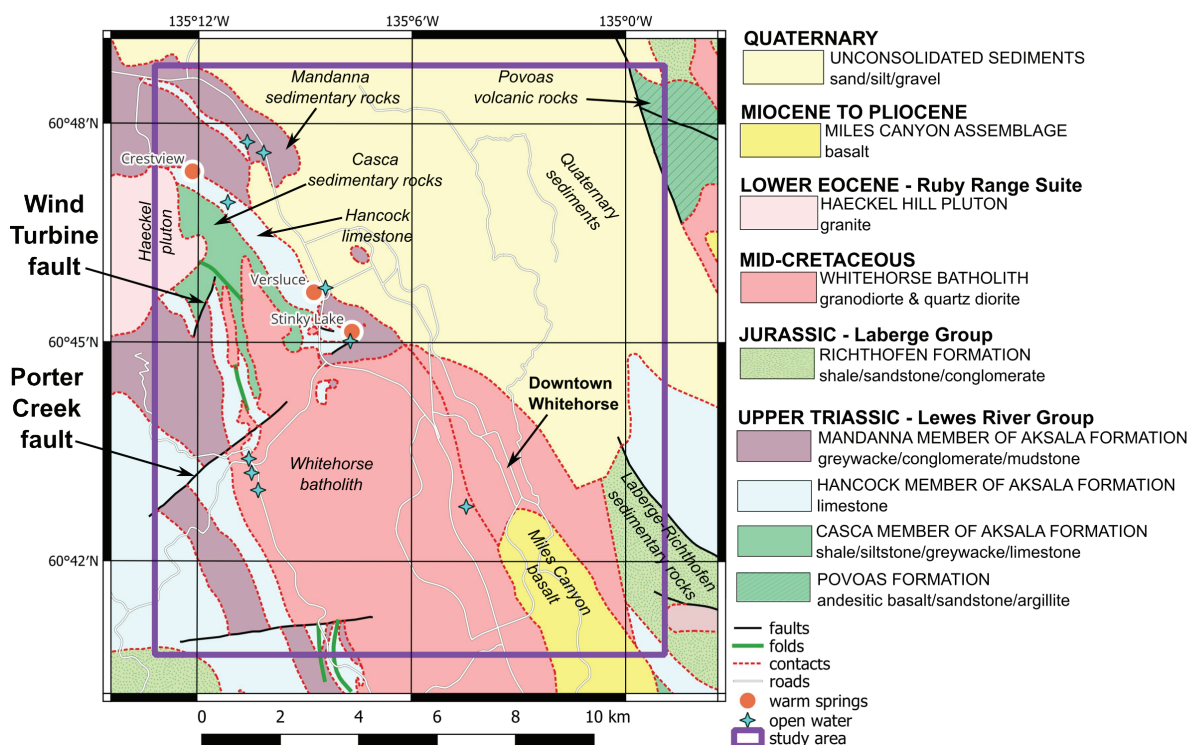 135°12'W
135°6'W
135°0'W
60°48'N
60°45'N
60°42'N
Mandanna
sedimentary rocks
Povoas
volcanic rocks
Crestview
Casca
sedimentary rocks
Quaternary
sediments
Wind
Turbine
fault
Haeckel
pluton
Hancock
limestone
Versluce
Stinky Lake
Porter
Creek
fault
Downtown
Whitehorse
Whitehorse
batholith
Laberge-Richthofen
sedimentary rocks
Miles Canyon
basalt
0
2
4
6
8
10 km
QUATERNARY
UNCONSOLIDATED SEDIMENTS
sand/silt/gravel
MIOCENE TO PLIOCENE
MILES CANYON ASSEMBLAGE
basalt
LOWER EOCENE - Ruby Range Suite
HAECKEL HILL PLUTON
granite
MID-CRETACEOUS
WHITEHORSE BATHOLITH
granodiorte & quartz diorite
JURASSIC - Laberge Group
RICHTHOFEN FORMATION
shale/sandstone/conglomerate
UPPER TRIASSIC - Lewes River Group
MANDANNA MEMBER OF AKSALA FORMATION
greywacke/conglomerate/mudstone
HANCOCK MEMBER OF AKSALA FORMATION
limestone
CASCA MEMBER OF AKSALA FORMATION
shale/siltstone/greywacke/limestone
POVOAS FORMATION
andesitic basalt/sandstone/argillite
faults
folds
contacts
roads
warm springs
open water
study area